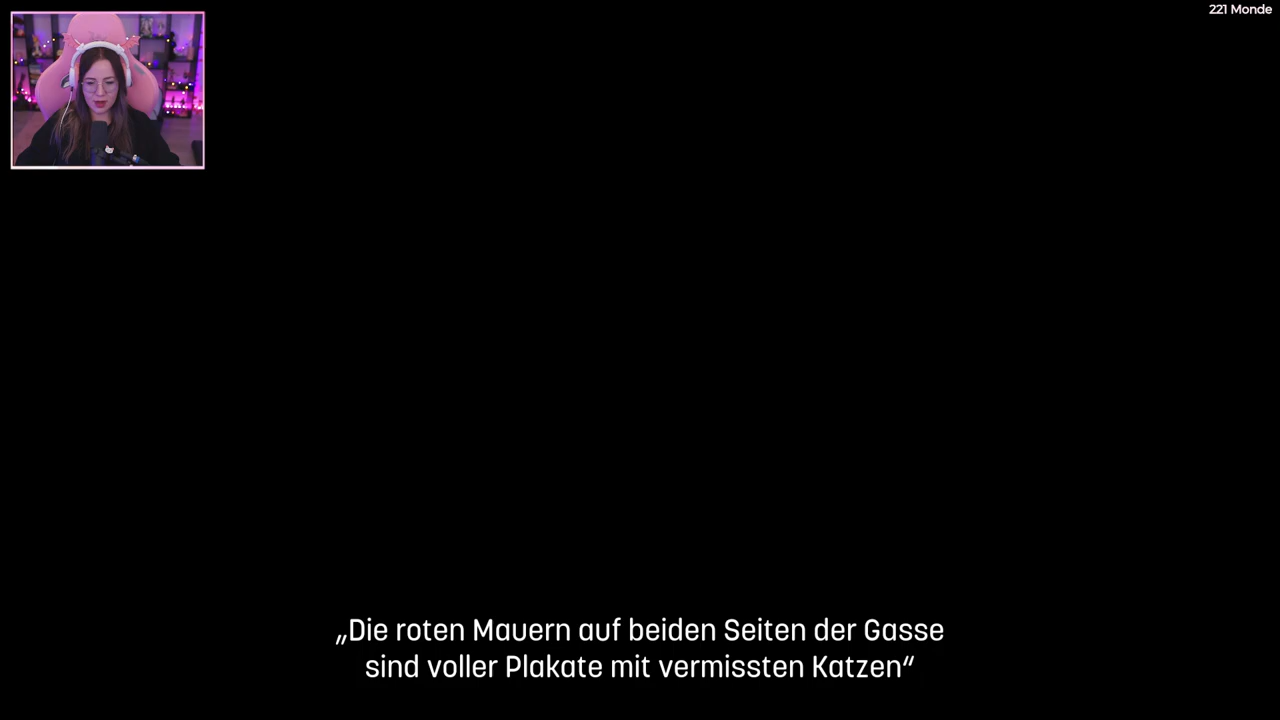 221 Monde
„Die roten Mauern auf beiden Seiten der Gasse
sind voller Plakate mit vermissten Katzen“